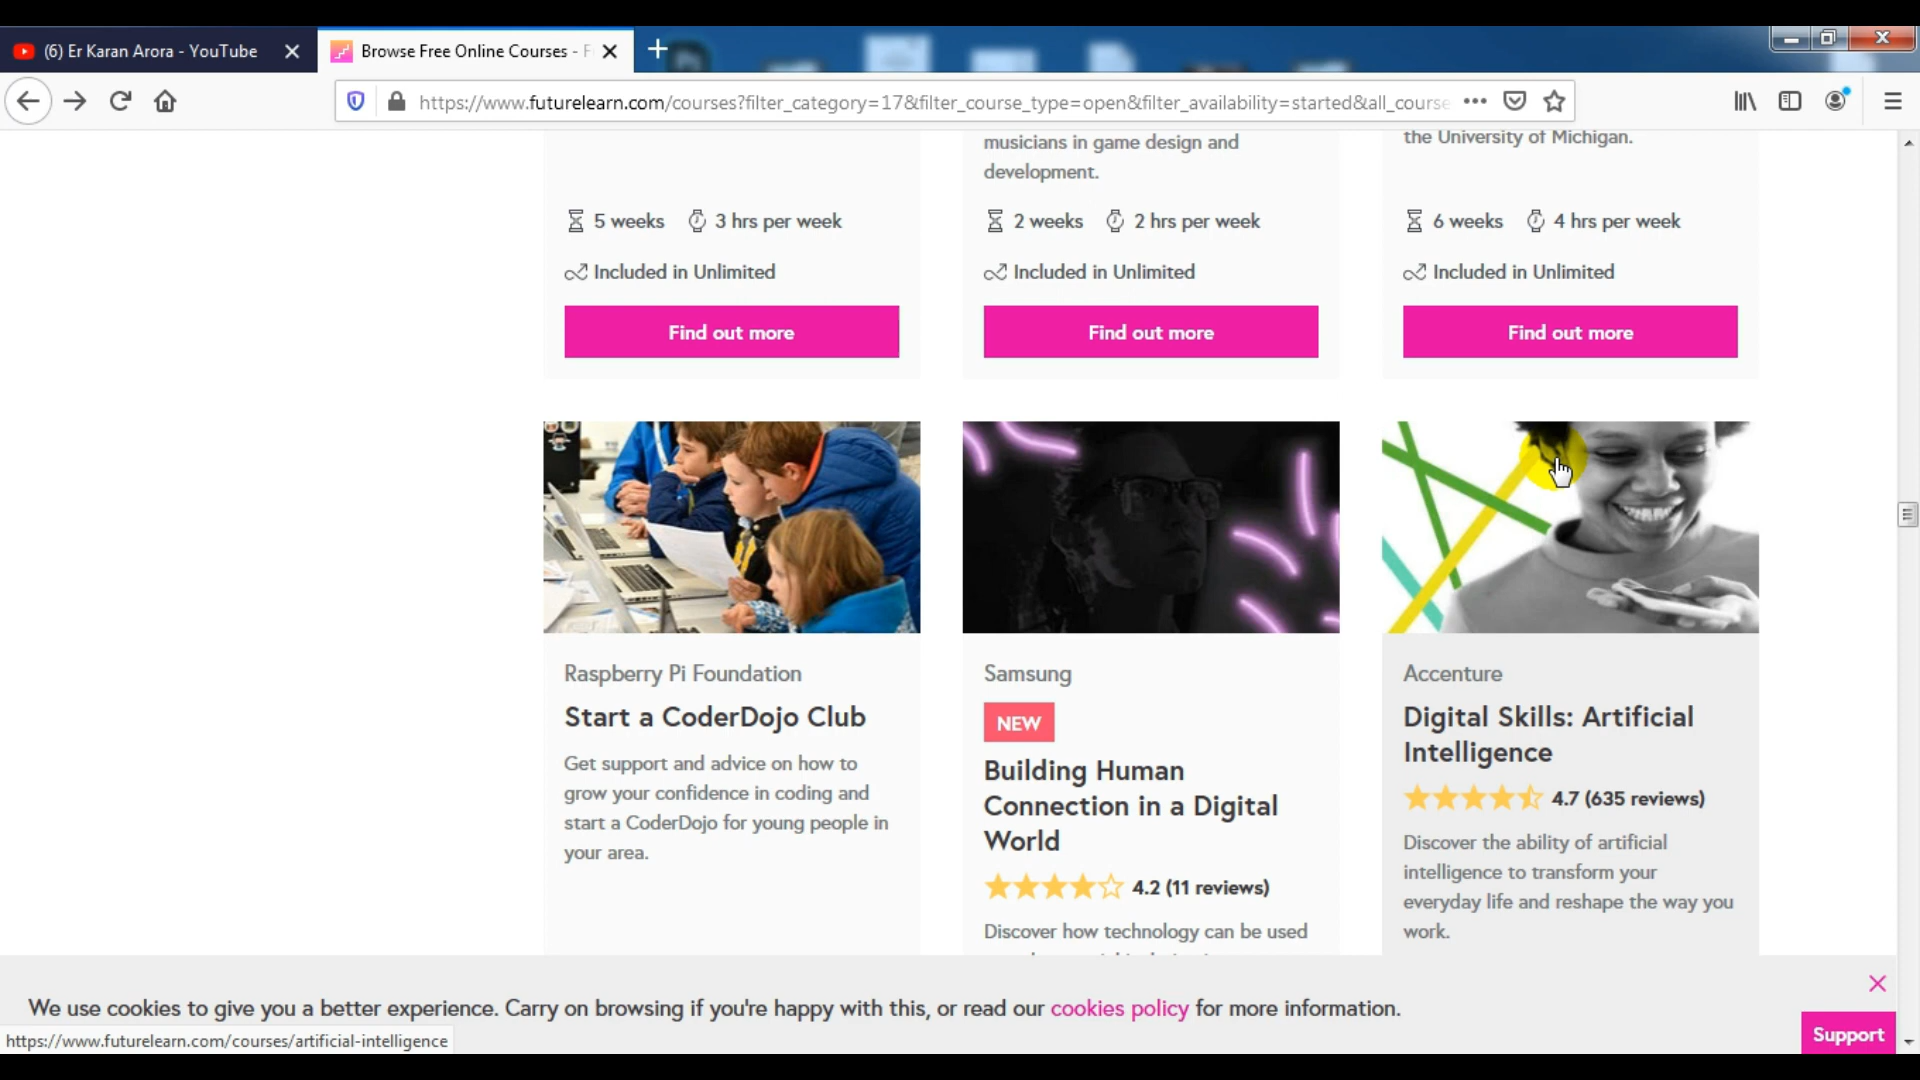 (6) Er Karan Arora - YouTube
Browse Free Online Courses - F
https://www.futurelearn.com/courses?filter_category=17&filter_course_type=open&filter_availability=started&all_course
musicians in game design and
development.
the University of Michigan.
5 weeks 3 hrs per week
2 weeks 2 hrs per week
6 weeks 4 hrs per week
Included in Unlimited
Included in Unlimited
Included in Unlimited
Find out more
Find out more
Find out more
Raspberry Pi Foundation
Start a CoderDojo Club
Get support and advice on how to
grow your confidence in coding and
start a CoderDojo for young people in
your area.
Samsung
NEW
Building Human
Connection in a Digital
World
4.2 (11 reviews)
Discover how technology can be used
Accenture
Digital Skills: Artificial
Intelligence
4.7 (635 reviews)
Discover the ability of artificial
intelligence to transform your
everyday life and reshape the way you
work.
We use cookies to give you a better experience. Carry on browsing if you're happy with this, or read our cookies policy for more information.
https://www.futurelearn.com/courses/artificial-intelligence
Support